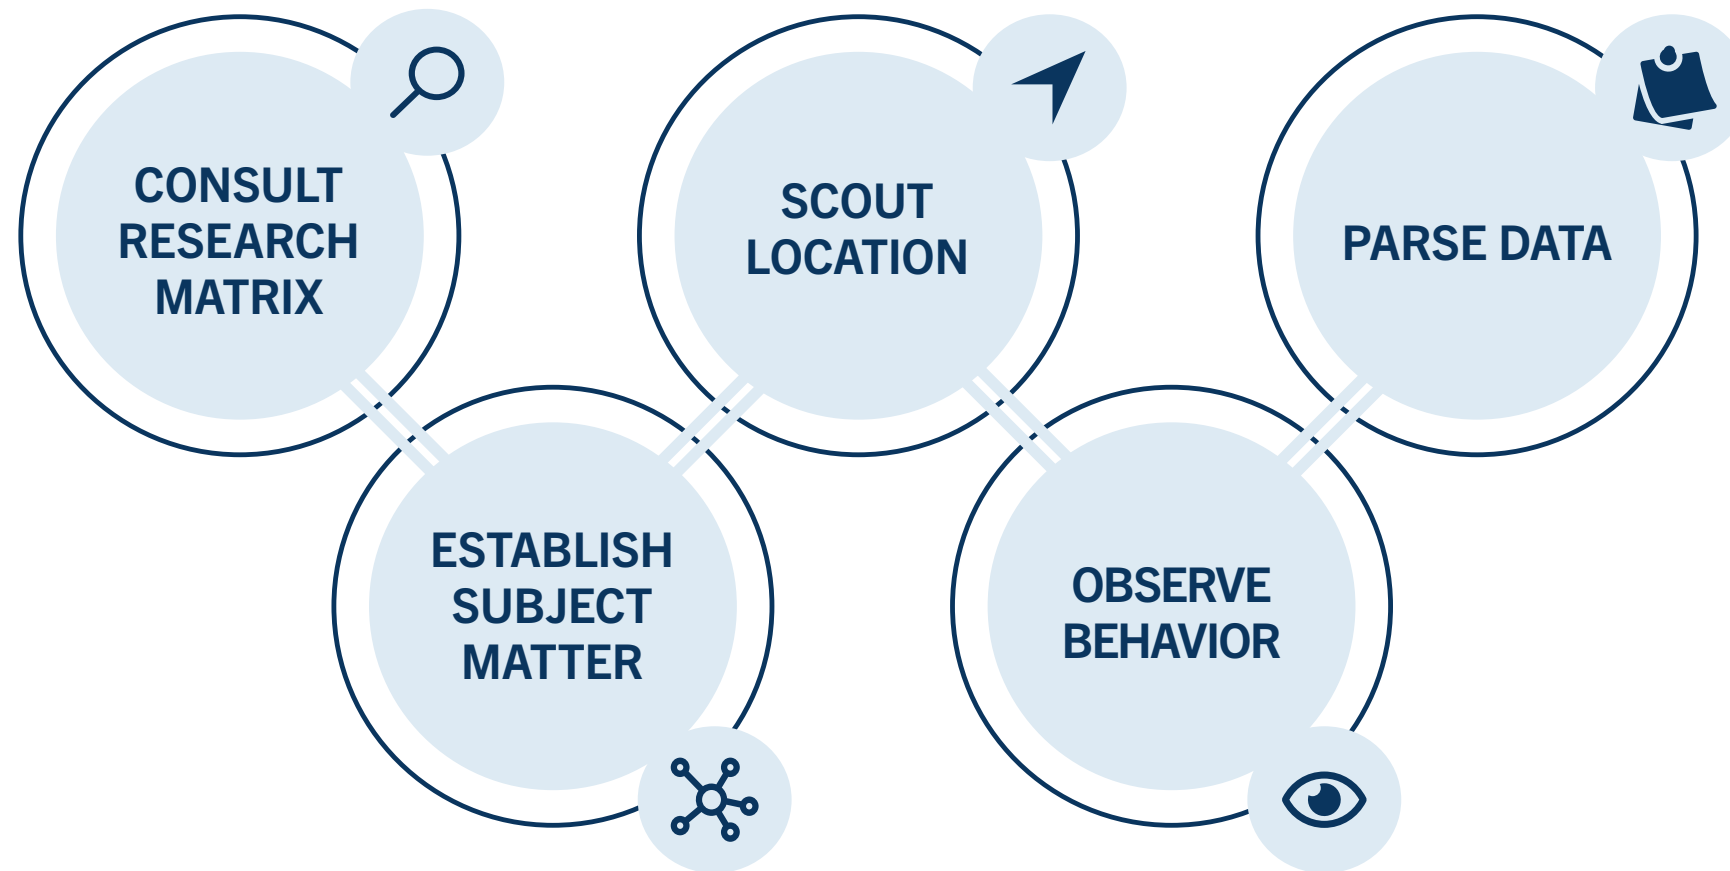 CONSULT
RESEARCH
MATRIX
ESTABLISH
SUBJECT
MATTER
SCOUT
LOCATION
OBSERVE
BEHAVIOR
PARSE DATA